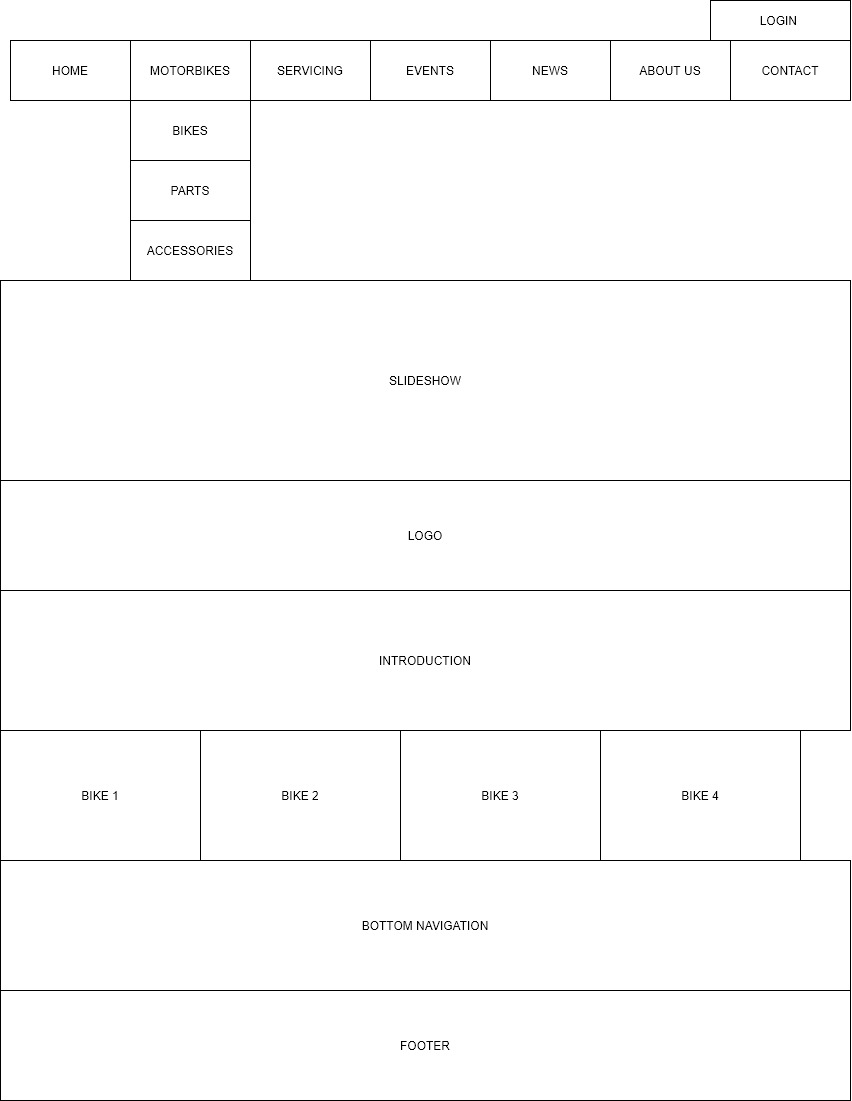 LOGIN
HOME
MOTORBIKES
SERVICING
EVENTS
NEWS
ABOUT US
CONTACT
BIKES
PARTS
ACCESSORIES
SLIDESHOW
LOGO
INTRODUCTION
BIKE 1
BIKE 2
BIKE 3
BIKE 4
BOTTOM NAVIGATION
FOOTER